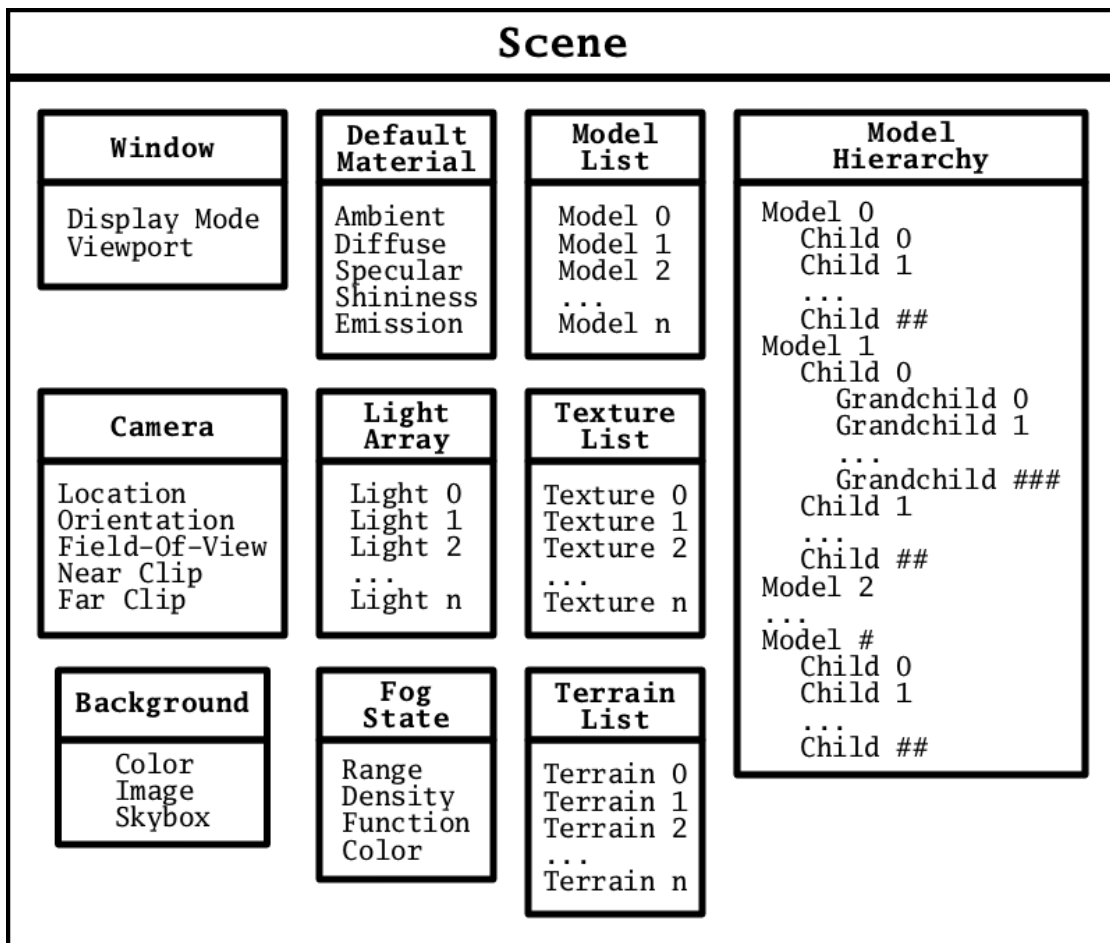 Scene
Window
Display Mode
Viewport
Default
Material
Ambient
Diffuse
Specular
Shininess
Emission
Model
List
Model 0
Model 1
Model 2
...
Model n
Model
Hierarchy
Model 0
Child 0
Child 1
...
Child ##
Model 1
Child 0
Grandchild 0
Grandchild 1
...
Grandchild ###
Child 1
...
Child ##
Model 2
...
Model #
Child 0
Child 1
...
Child ##
Camera
Location
Orientation
Field-Of-View
Near Clip
Far Clip
Light
Array
Light 0
Light 1
Light 2
...
Light n
Texture
List
Texture 0
Texture 1
Texture 2
...
Texture n
Background
Color
Image
Skybox
Fog
State
Range
Density
Function
Color
Terrain
List
Terrain 0
Terrain 1
Terrain 2
...
Terrain n